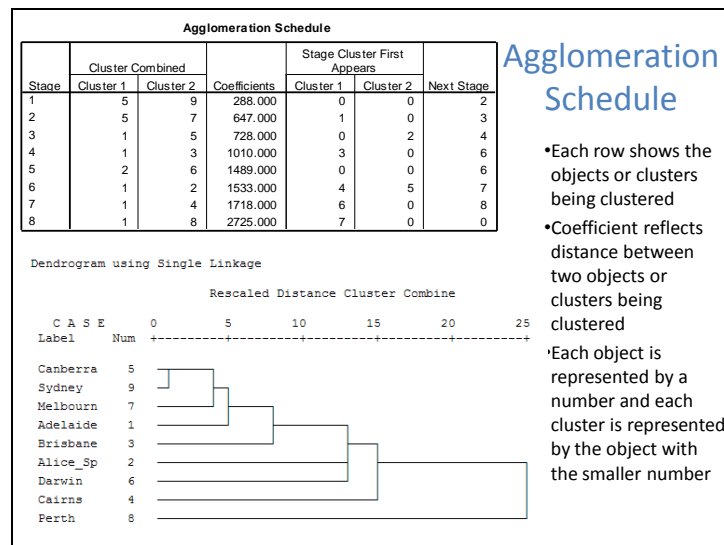 Agglomeration Schedule
Stage Cluster Combined Coefficients Stage Cluster First Appears Next Stage
Cluster 1 Cluster 2 Cluster 1 Cluster 2
1 5 9 288.000 0 0 2
2 5 7 647.000 1 0 3
3 1 5 728.000 0 2 4
4 1 3 1010.000 3 0 6
5 2 6 1489.000 0 0 6
6 1 2 1533.000 4 5 7
7 1 4 1718.000 6 0 8
8 1 8 2725.000 7 0 0
Dendrogram using Single Linkage
Rescaled Distance Cluster Combine
C A S E 0 5 10 15 20 25
Label Num +---------+---------+---------+---------+---------+
Canberra 5
Sydney 9
Melbourn 7
Adelaide 1
Brisbane 3
Alice_Sp 2
Darwin 6
Cairns 4
Perth 8
Agglomeration
Schedule
•Each row shows the
objects or clusters
being clustered
•Coefficient reflects
distance between
two objects or
clusters being
clustered
•Each object is
represented by a
number and each
cluster is represented
by the object with
the smaller number